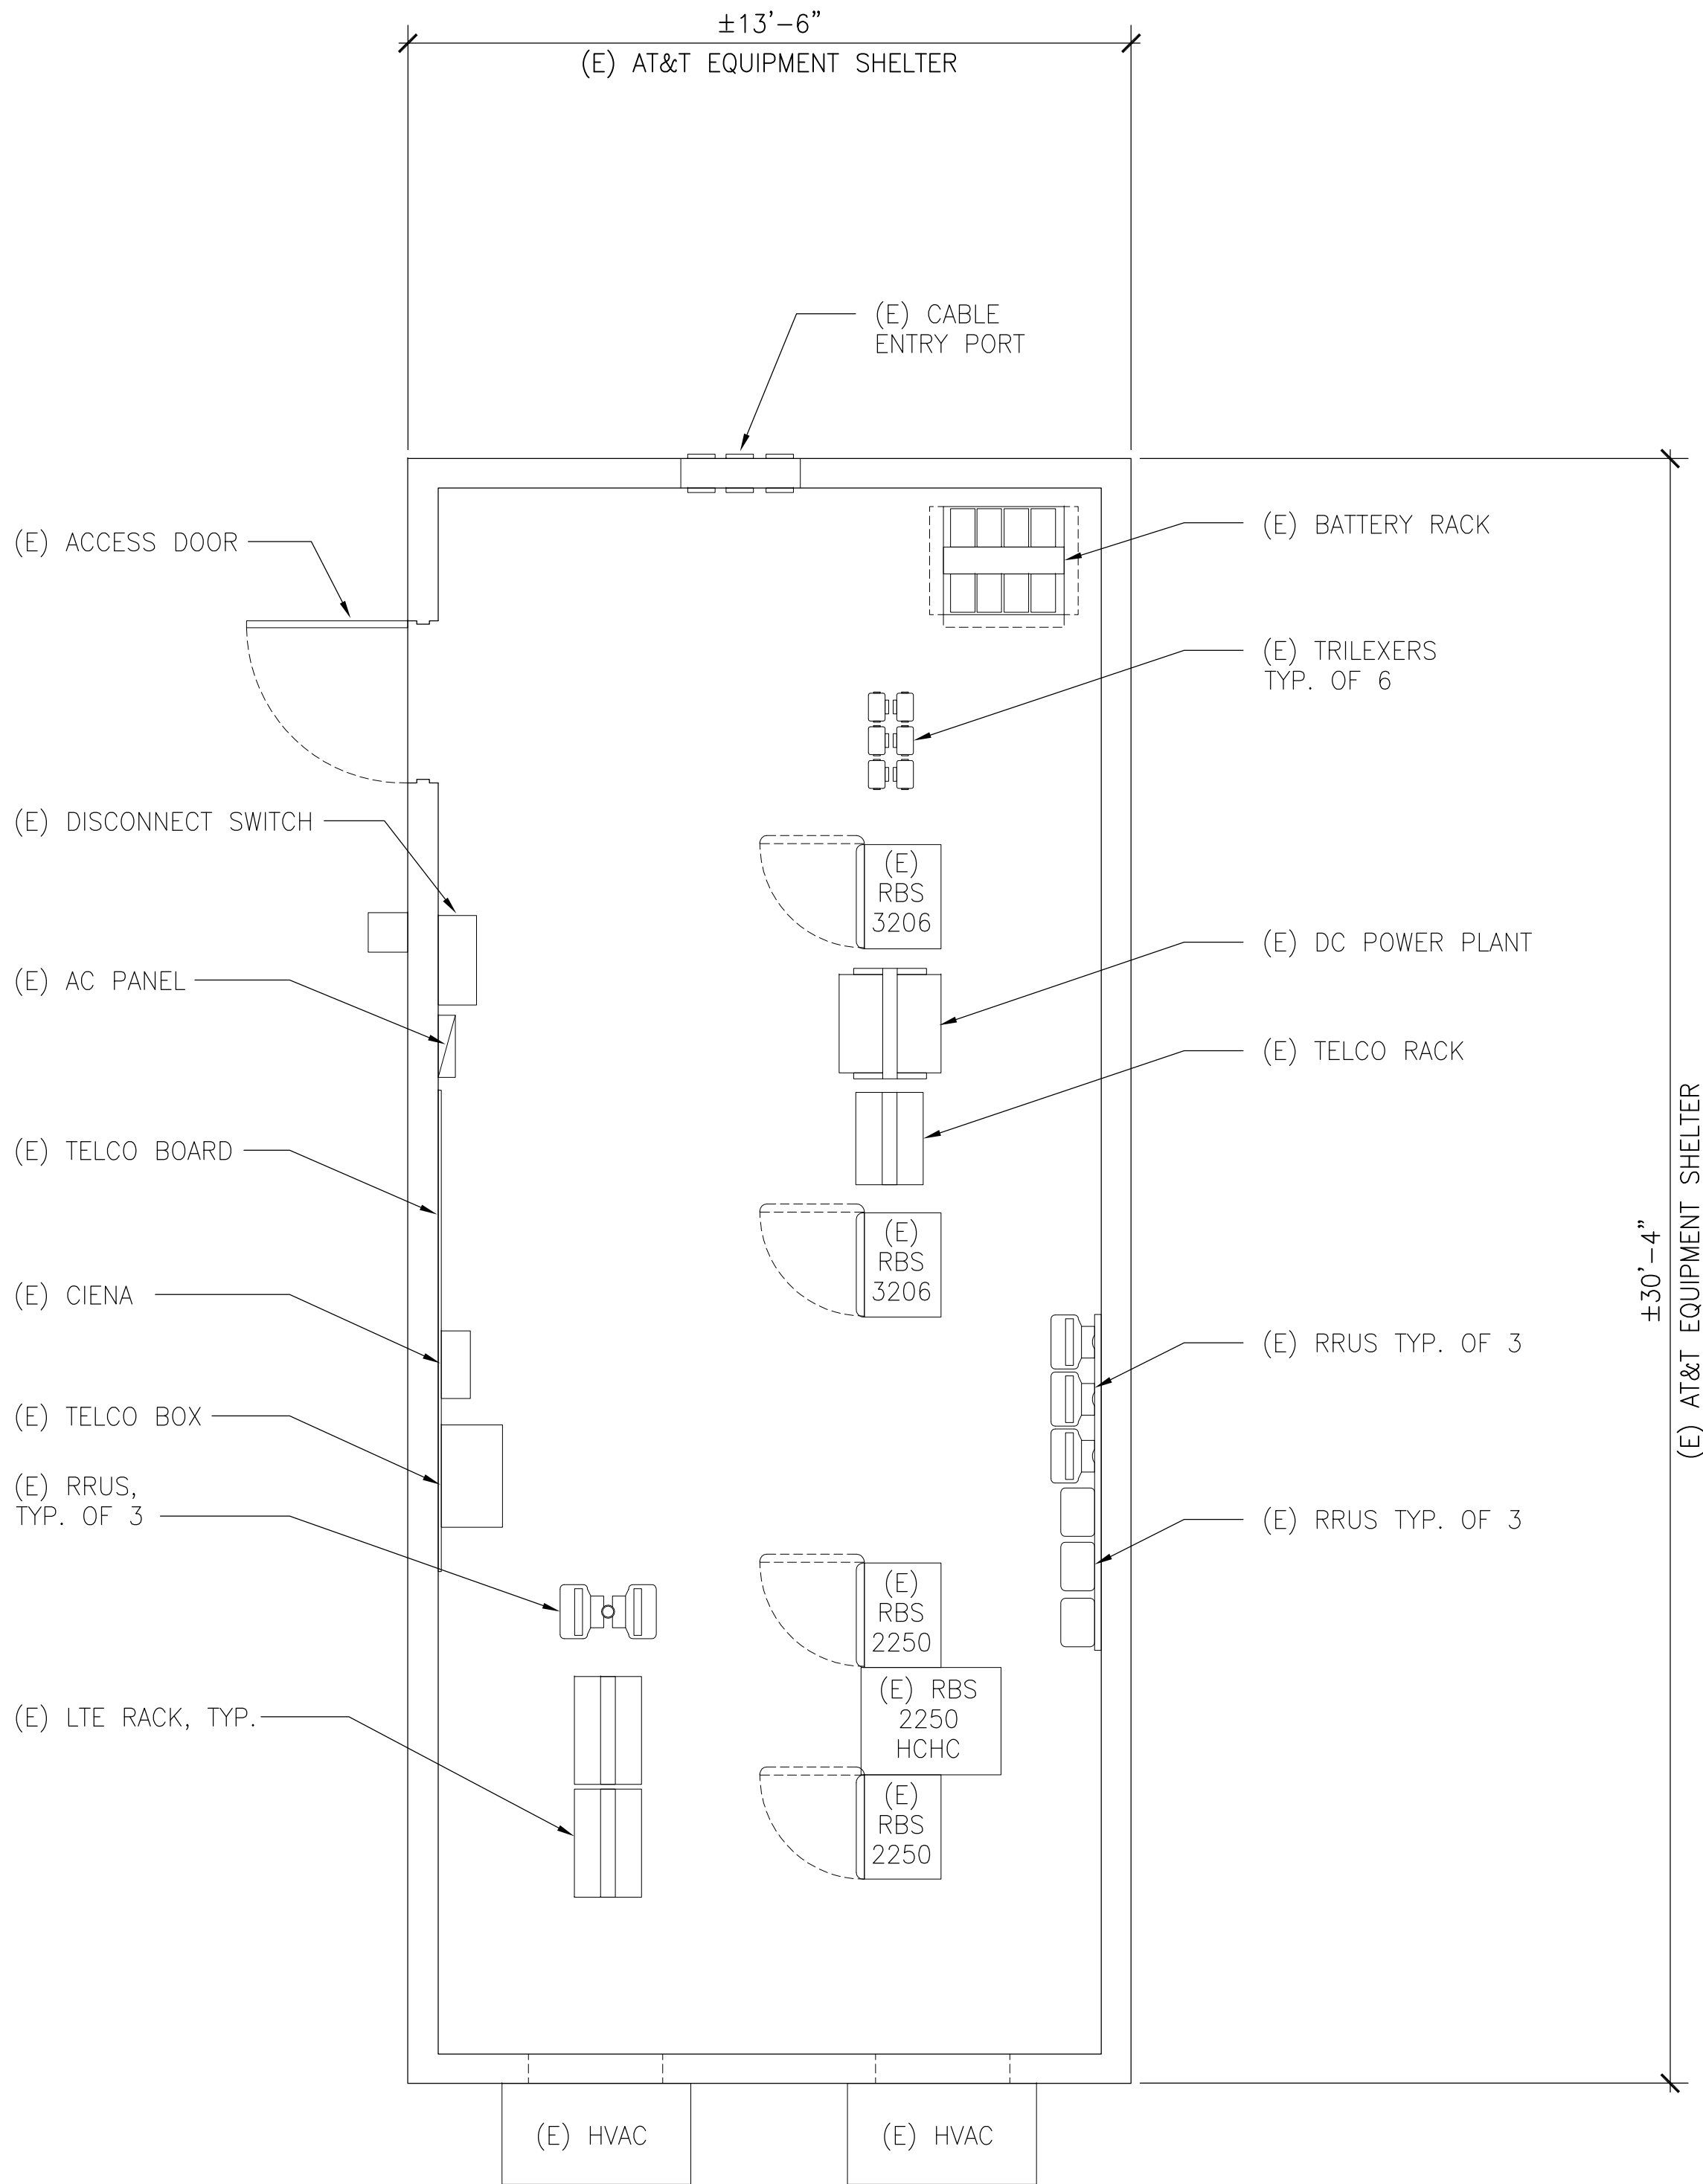 ±13'-6"
(E) AT&T EQUIPMENT SHELTER
(E) CABLE
ENTRY PORT
(E) ACCESS DOOR
(E) BATTERY RACK
(E) TRILEXERS
TYP. OF 6
(E) DISCONNECT SWITCH
(E)
RBS
3206
(E) DC POWER PLANT
(E) AC PANEL
(E) TELCO RACK
(E) TELCO BOARD
(E)
RBS
3206
(E) CIENA
±30'-4"
(E) AT&T EQUIPMENT SHELTER
(E) RRUS TYP. OF 3
(E) TELCO BOX
(E) RRUS,
TYP. OF 3
(E) RRUS TYP. OF 3
(E)
RBS
2250
(E) RBS
2250
HCHC
(E) LTE RACK, TYP.
(E)
RBS
2250
(E) HVAC
(E) HVAC